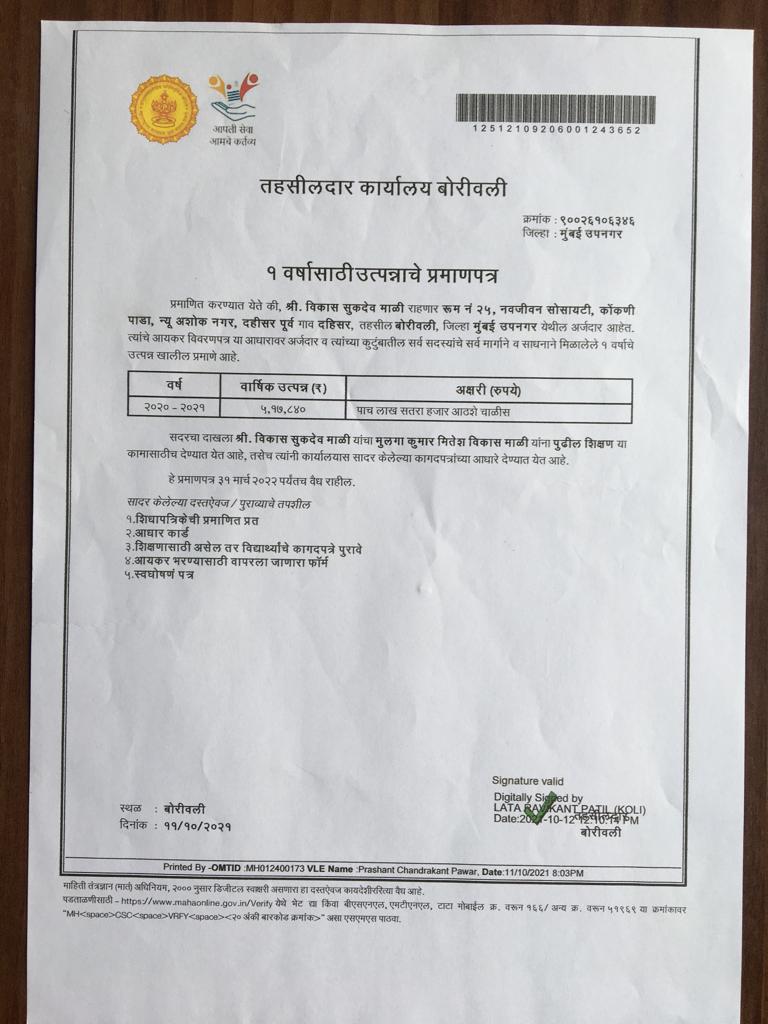 आपली सेवा
आमचे कर्तव्य
12512109206001243652
तहसीलदार कार्यालय बोरीवली
क्रमांक : ९००२६१०६३४६
जिल्हा : मुंबई उपनगर
१ वर्षासाठी उत्पन्नाचे प्रमाणपत्र
प्रमाणित करण्यात येते की, श्री. विकास सुकदेव माळी राहणार रूम नं २५, नवजीवन सोसायटी, कोंकणी
पाडा, न्यू अशोक नगर, दहीसर पूर्व गाव दहिसर, तहसील बोरीवली, जिल्हा मुंबई उपनगर येथील अर्जदार आहेत.
त्यांचे आयकर विवरणपत्र या आधारावर अर्जदार व त्यांच्या कुटुंबातील सर्व सदस्यांचे सर्व मार्गाने व साधनाने मिळालेले १ वर्षाचे
उत्पन्न खालील प्रमाणे आहे.
वर्ष वार्षिक उत्पन्न (₹) अक्षरी (रुपये)
२०२० – २०२१ ५,१७,८४० पाच लाख सतरा हजार आठशे चाळीस
सदरचा दाखला श्री. विकास सुकदेव माळी यांचा मुलगा कुमार मितेश विकास माळी यांना पुढील शिक्षण या
कामासाठीच देण्यात येत आहे, तसेच त्यांनी कार्यालयास सादर केलेल्या कागदपत्रांच्या आधारे देण्यात येत आहे.
हे प्रमाणपत्र ३१ मार्च २०२२ पर्यंतच वैध राहील.
सादर केलेल्या दस्तऐवज / पुराव्याचे तपशील
१.शिधापत्रिकेची प्रमाणित प्रत
२.आधार कार्ड
३.शिक्षणासाठी असेल तर विद्यार्थ्यांचे कागदपत्रे पुरावे
४.आयकर भरण्यासाठी वापरला जाणारा फॉर्म
५.स्वघोषणं पत्र
Signature valid
Digitally Signed by
LATA RAVIKANT PATIL (KOLI)
Date:2021-10-12 12:10:14 PM
तहसीलदार
बोरीवली
स्थळ : बोरीवली
दिनांक : ११/१०/२०२१
Printed By -OMTID :MH012400173 VLE Name :Prashant Chandrakant Pawar, Date:11/10/2021 8:03PM
माहिती तंत्रज्ञान (मातं) अधिनियम, २००० नुसार डिजीटल स्वाक्षरी असणारा हा दस्तऐवज कायदेशीररित्या वैध आहे.
पडताळणीसाठी – https://www.mahaonline.gov.in/Verify येथे भेट द्या किंवा बीएसएनएल, एमटीएनएल, टाटा मोबाईल क्र. वरून १६६/ अन्य क्र. वरून ५१९६९ या क्रमांकावर
"MH<space>CSC<space>VRFY<space><२० अंकी बारकोड क्रमांक>" असा एसएमएस पाठवा.